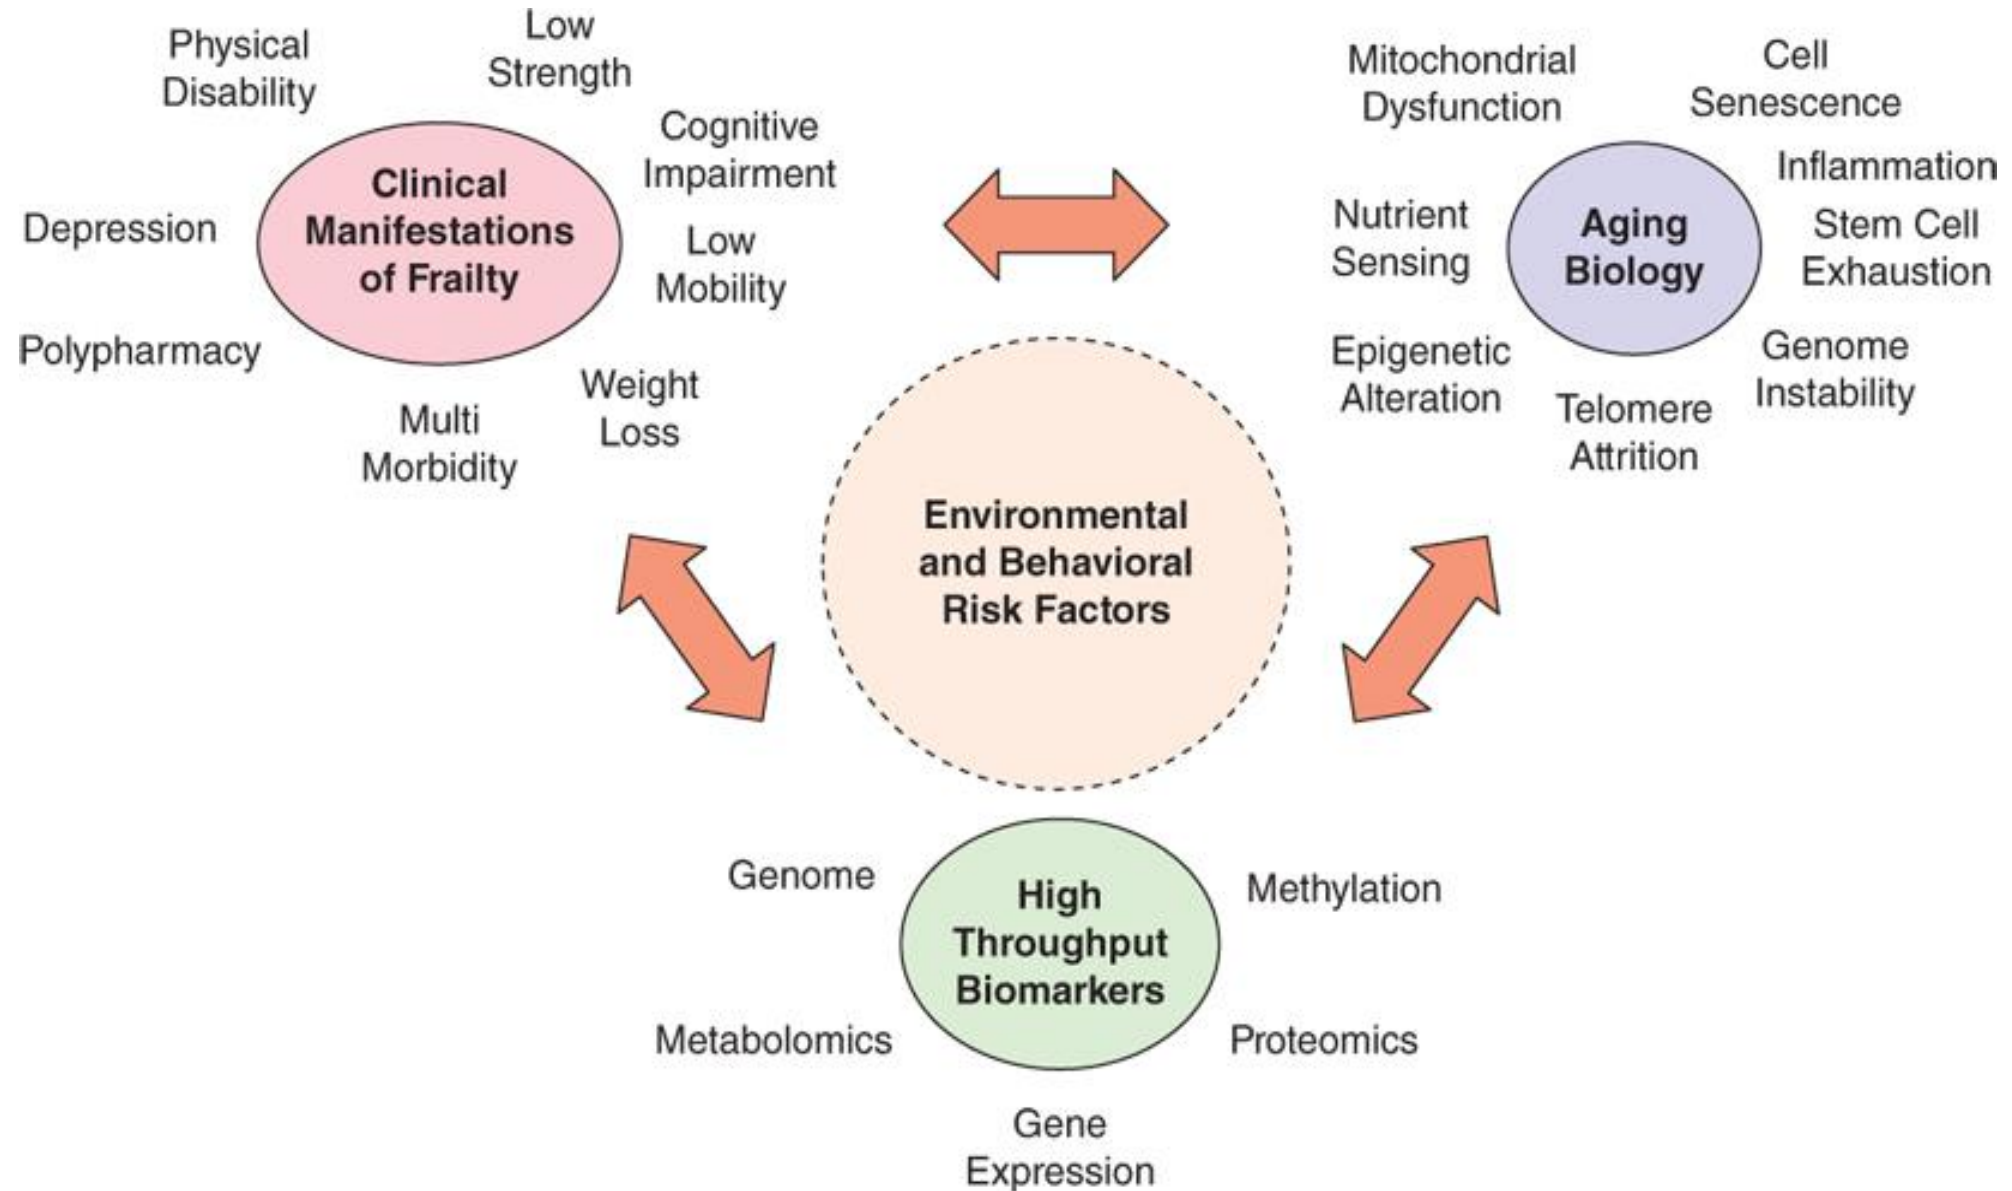 Physical
Disability
Low
Strength
Cognitive
Impairment
Clinical
Manifestations
of Frailty
Depression
Low
Mobility
Polypharmacy
Multi
Morbidity
Weight
Loss
Mitochondrial
Dysfunction
Cell
Senescence
Inflammation
Nutrient
Sensing
Aging
Biology
Stem Cell
Exhaustion
Epigenetic
Alteration
Telomere
Attrition
Genome
Instability
Environmental
and Behavioral
Risk Factors
Genome
High
Throughput
Biomarkers
Methylation
Metabolomics
Proteomics
Gene
Expression